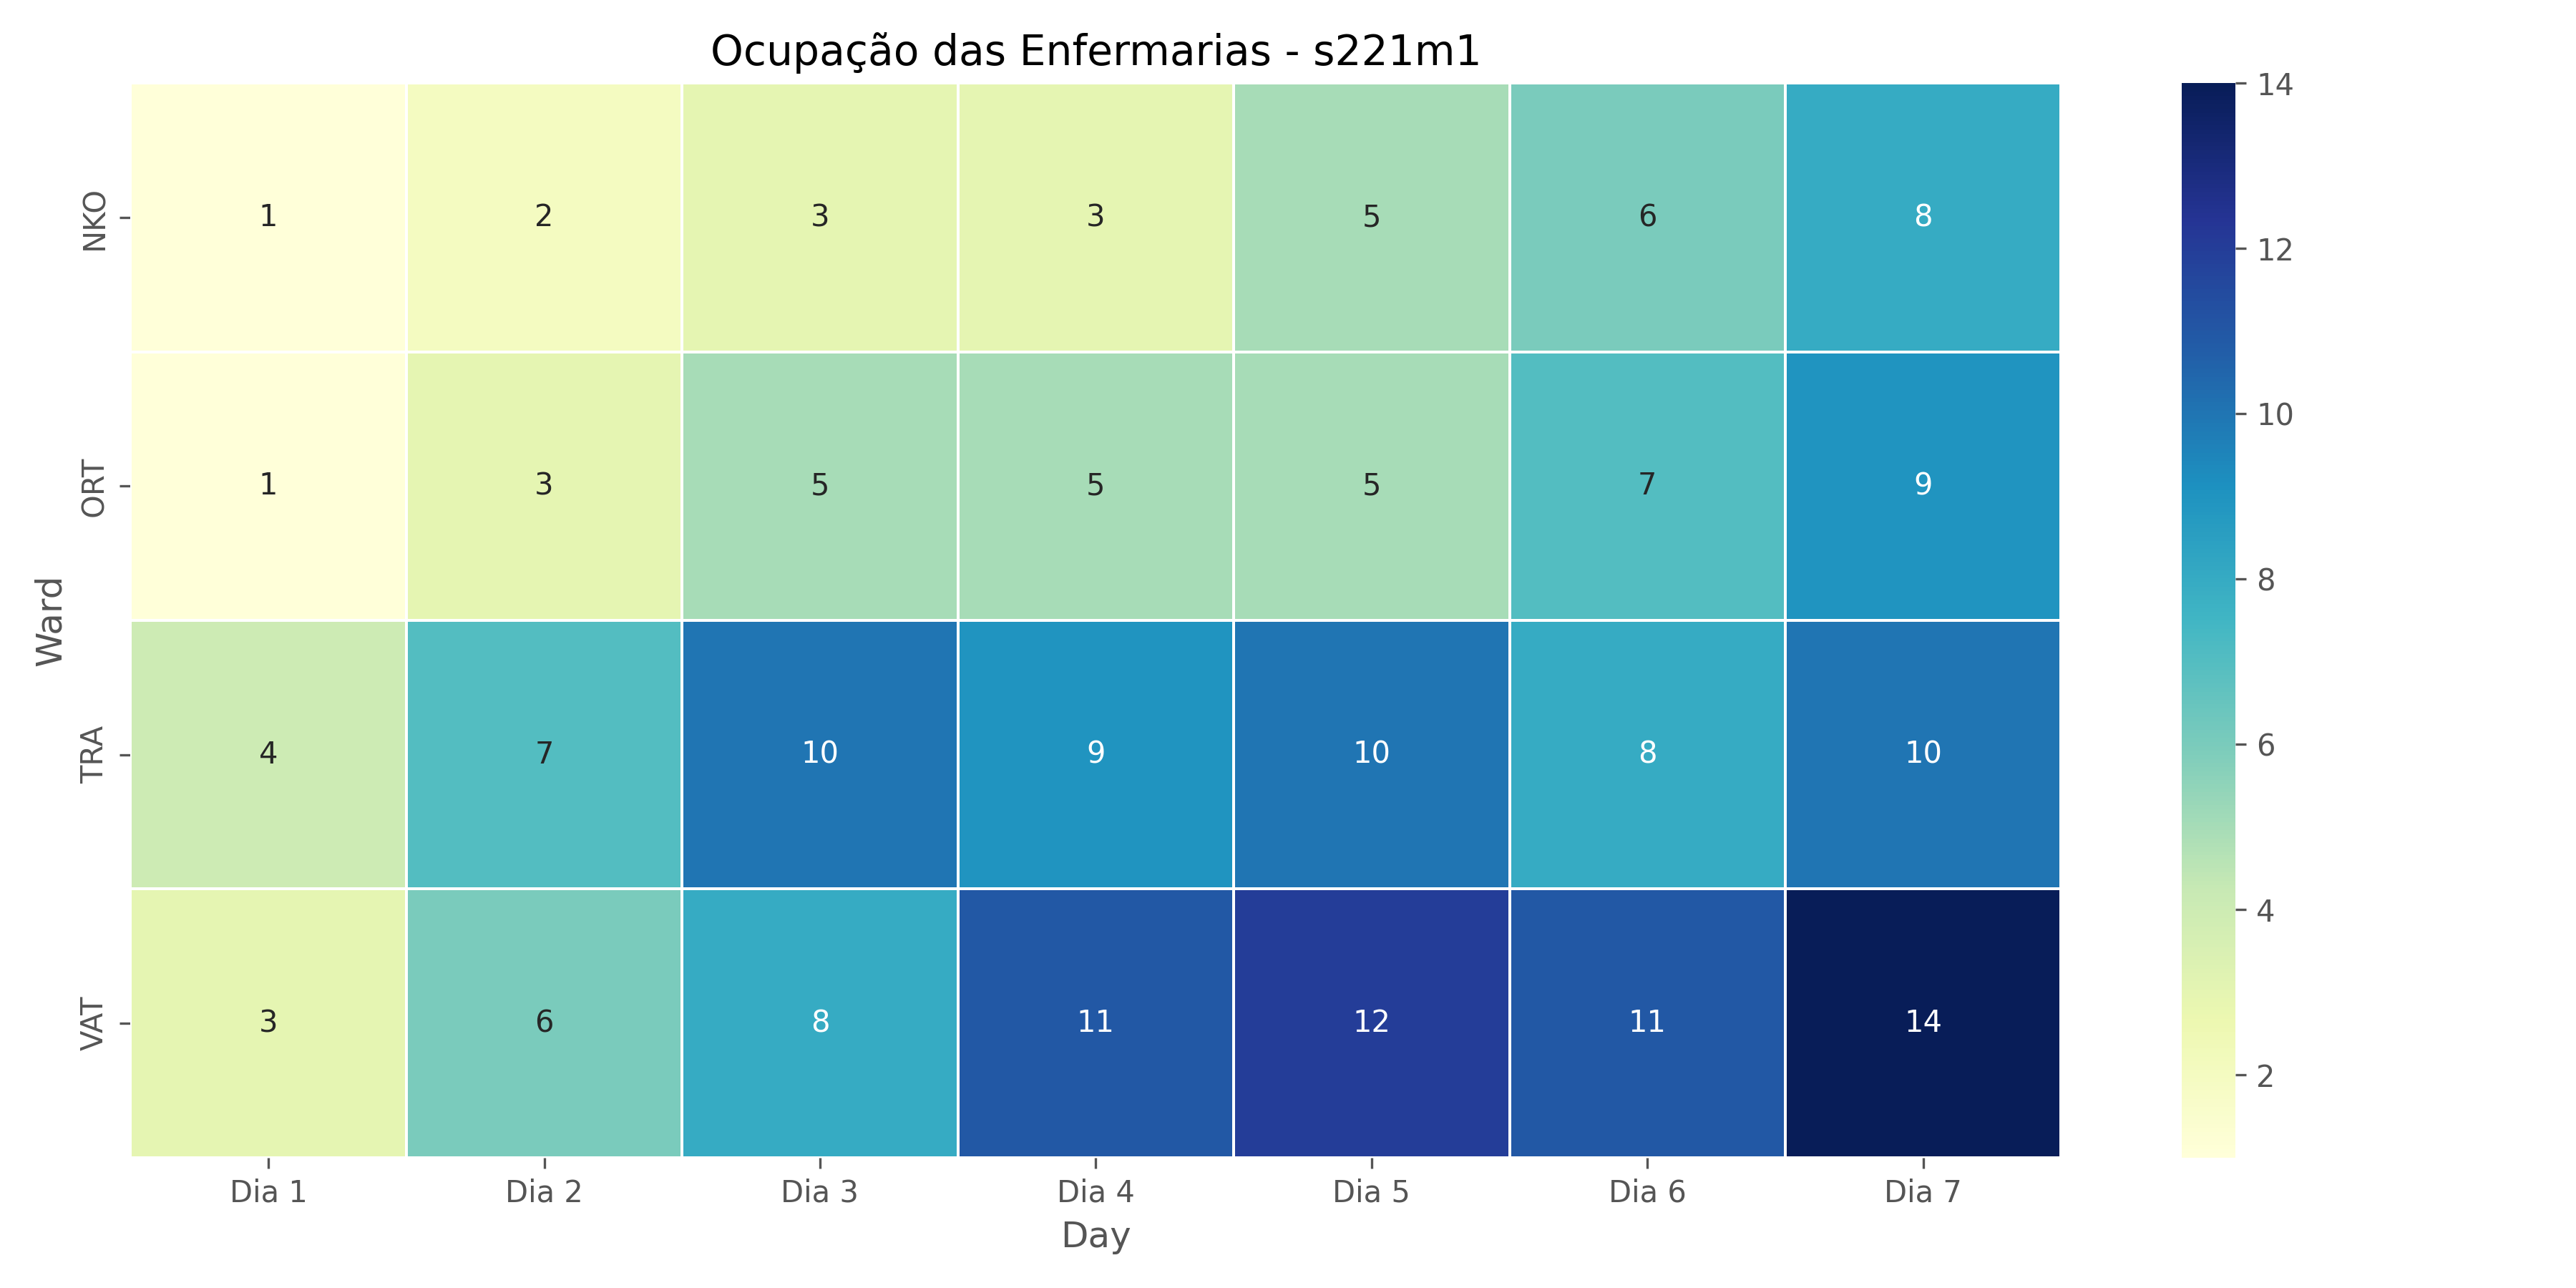 Ocupação das Enfermarias - s221m1
Ward
NKO 1 2 3 3 5 6 8
ORT 1 3 5 5 5 7 9
TRA 4 7 10 9 10 8 10
VAT 3 6 8 11 12 11 14
Dia 1 Dia 2 Dia 3 Dia 4 Dia 5 Dia 6 Dia 7
Day
14
12
10
8
6
4
2